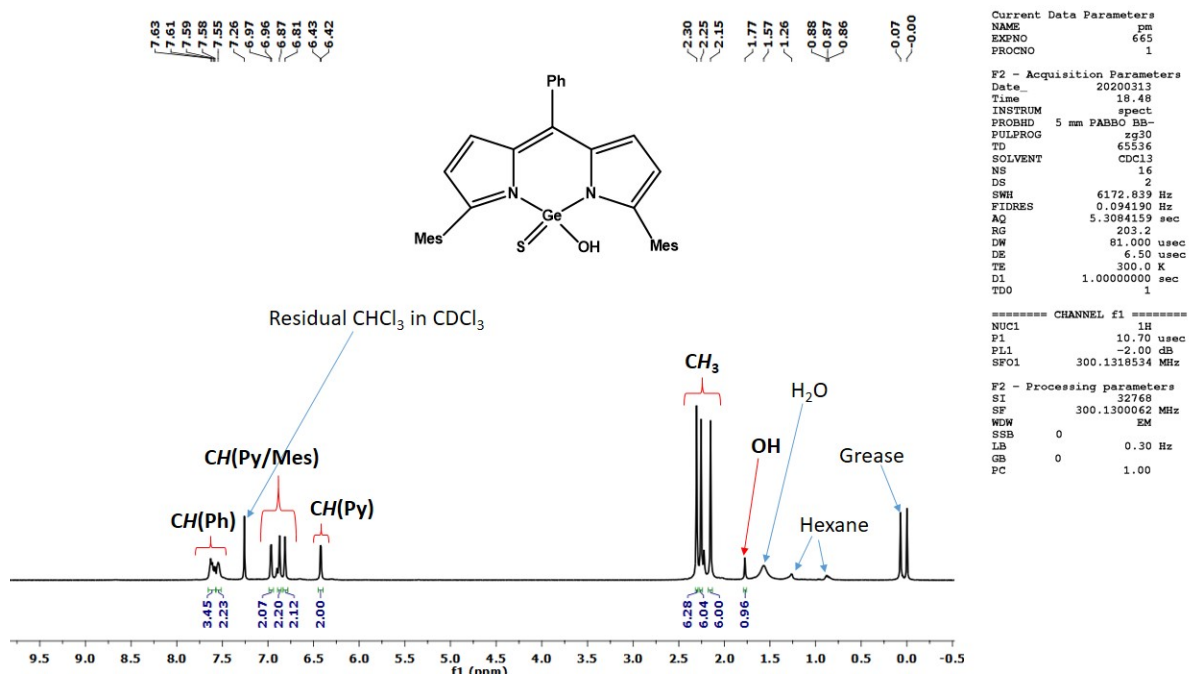 7.63 7.61 7.59 7.58 7.55 7.26 6.97 6.96 6.87 6.81 6.43 6.42
2.30 2.25 2.15 1.77 1.57 1.26 0.88 0.87 0.86 0.07 -0.00
Ph
N N
Ge
Mes S OH Mes
Residual CHCl3 in CDCl3
CH3
H2O
CH(Py/Mes)
OH
Grease
CH(Ph)
CH(Py)
Hexane
3.45 2.23 2.07 2.20 2.12 2.00 6.28 6.04 6.00 0.96
9.5 9.0 8.5 8.0 7.5 7.0 6.5 6.0 5.5 5.0 4.5 4.0 3.5 3.0 2.5 2.0 1.5 1.0 0.5 0.0 -0.5
f1 (ppm)
Current Data Parameters
NAME pm
EXPNO 665
PROCNO 1
F2 - Acquisition Parameters
Date_ 20200313
Time 18.48
INSTRUM spect
PROBHD 5 mm PABBO BB-
PULPROG zg30
TD 65536
SOLVENT CDCl3
NS 16
DS 2
SWH 6172.839 Hz
FIDRES 0.094190 Hz
AQ 5.3084159 sec
RG 203.2
DW 81.000 usec
DE 6.50 usec
TE 300.0 K
D1 1.00000000 sec
TD0 1
======== CHANNEL f1 ========
NUC1 1H
P1 10.70 usec
PL1 -2.00 dB
SFO1 300.1318534 MHz
F2 - Processing parameters
SI 32768
SF 300.1300062 MHz
WDW EM
SSB 0
LB 0.30 Hz
GB 0
PC 1.00